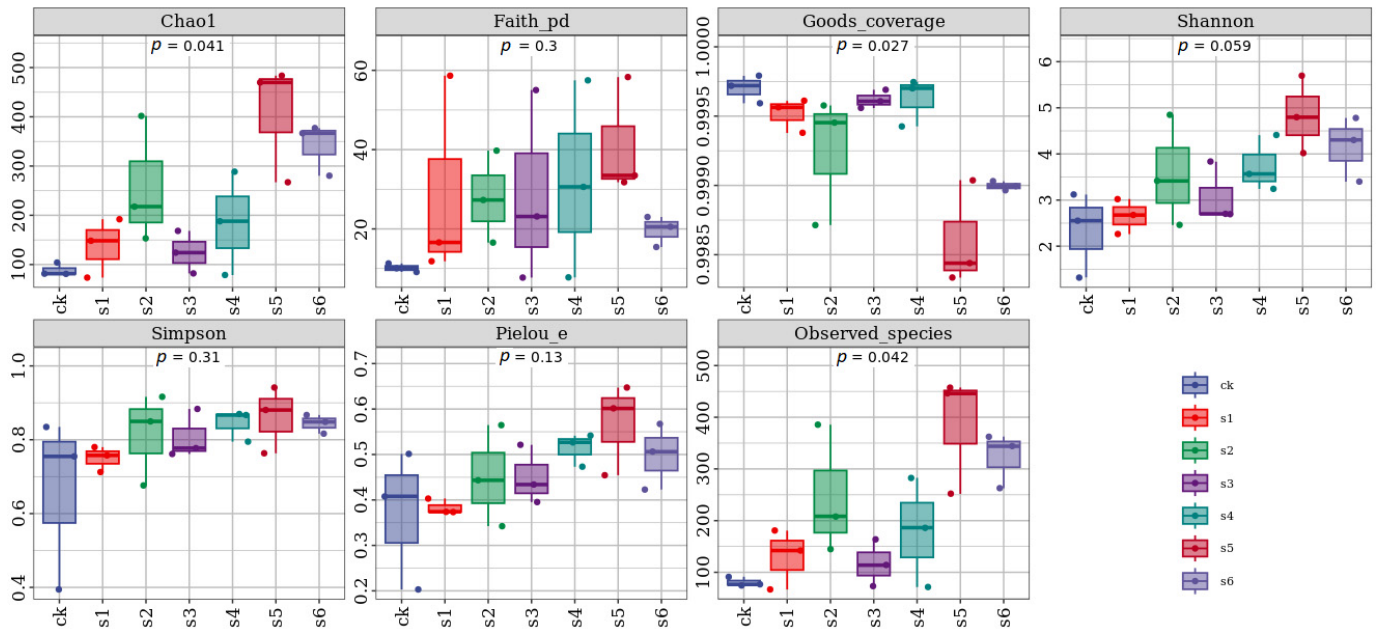 Chao1
p = 0.041
500
400
300
200
100
ck
s1
s2
s3
s4
s5
s6
Faith_pd
p = 0.3
60
40
20
ck
s1
s2
s3
s4
s5
s6
Goods_coverage
p = 0.027
1.0000
0.9995
0.9990
0.9985
ck
s1
s2
s3
s4
s5
s6
Shannon
p = 0.059
6
5
4
3
2
ck
s1
s2
s3
s4
s5
s6
Simpson
p = 0.31
1.0
0.8
0.6
0.4
ck
s1
s2
s3
s4
s5
s6
Pielou_e
p = 0.13
0.7
0.6
0.5
0.4
0.3
0.2
ck
s1
s2
s3
s4
s5
s6
Observed_species
p = 0.042
500
400
300
200
100
ck
s1
s2
s3
s4
s5
s6
ck
s1
s2
s3
s4
s5
s6